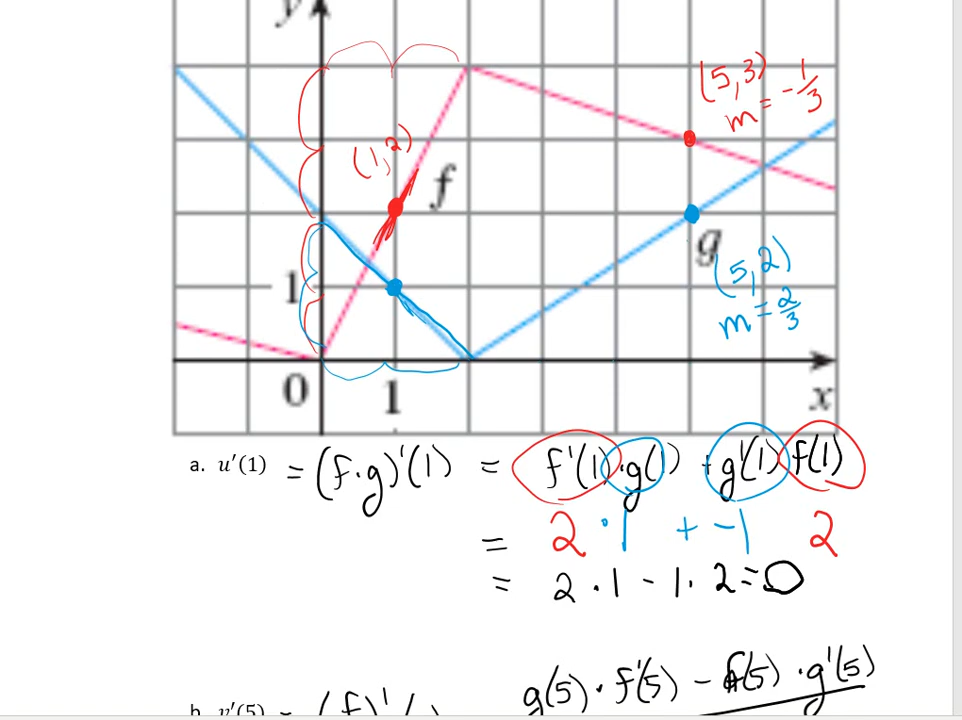 y
(5,3)
m = -1/3
(1,2)
f
g
1
(5,2)
m = 2/3
0 1 x
a. u'(1) = (f·g)'(1) = f'(1)·g(1) + g'(1) f(1)
= 2 · 1 + -1 2
= 2 · 1 - 1 · 2 = 0
g(5) · f'(5) - f(5) · g'(5)
b. v'(5) = (f)'(